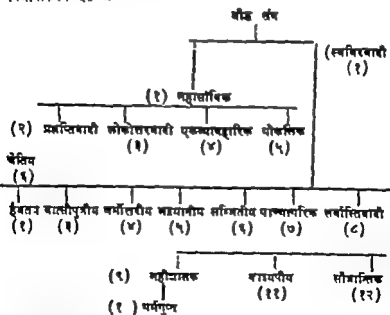 बौद्ध संघ
(स्थविरवादी
(१)
(१) महासांघिक
(२) प्रज्ञप्तिवादी लोकोत्तरवादी एकव्यावहारिक गोकुलिक
(३) (४) (५)
चेतिय
(६)
हैमवत वात्सीपुत्रीय धर्मोत्तरीय भद्रयानीय सम्मितीय षाण्णागरिक सर्वास्तिवादी
(१) (३) (४) (५) (६) (७) (८)
(९) महीशासक काश्यपीय सौत्रान्तिक
(११) (१२)
(१ ) धर्मगुप्त